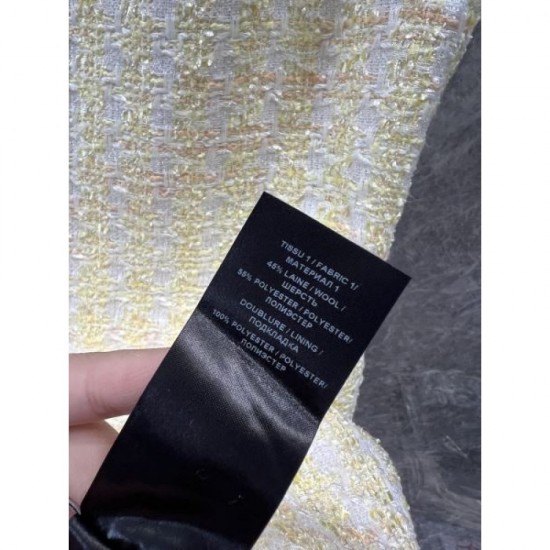 TISSU 1 / FABRIC 1/
МАТЕРИАЛ 1
45% LAINE / WOOL /
ШЕРСТЬ
55% POLYESTER / POLYESTER/
ПОЛИЭСТЕР
DOUBLURE / LINING /
ПОДКЛАДКА
100% POLYESTER / POLYESTER/
ПОЛИЭСТЕР